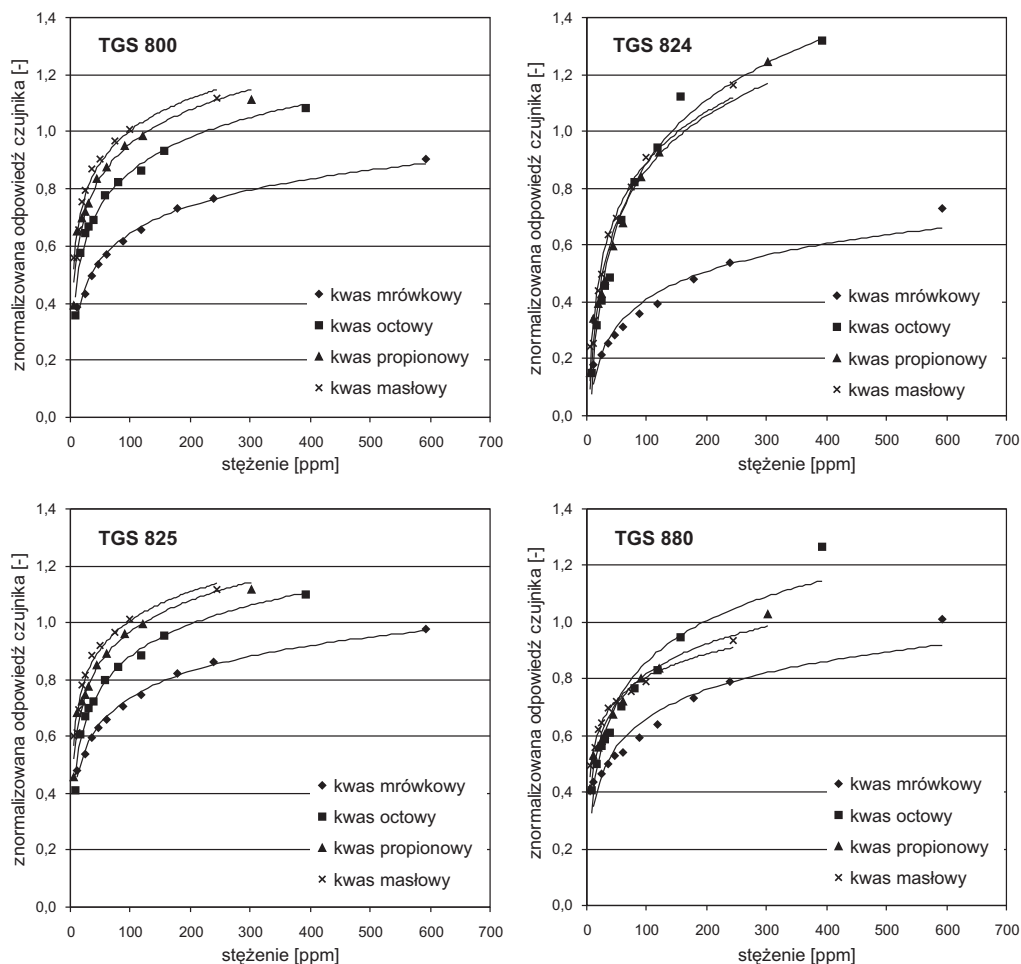 znormalizowana odpowiedź czujnika [-]
1,4
1,2
1,0
0,8
0,6
0,4
0,2
0,0
TGS 800
kwas mrówkowy
kwas octowy
kwas propionowy
kwas masłowy
0 100 200 300 400 500 600 700
stężenie [ppm]
znormalizowana odpowiedź czujnika [-]
1,4
1,2
1,0
0,8
0,6
0,4
0,2
0,0
TGS 824
kwas mrówkowy
kwas octowy
kwas propionowy
kwas masłowy
0 100 200 300 400 500 600 700
stężenie [ppm]
znormalizowana odpowiedź czujnika [-]
1,4
1,2
1,0
0,8
0,6
0,4
0,2
0,0
TGS 825
kwas mrówkowy
kwas octowy
kwas propionowy
kwas masłowy
0 100 200 300 400 500 600 700
stężenie [ppm]
znormalizowana odpowiedź czujnika [-]
1,4
1,2
1,0
0,8
0,6
0,4
0,2
0,0
TGS 880
kwas mrówkowy
kwas octowy
kwas propionowy
kwas masłowy
0 100 200 300 400 500 600 700
stężenie [ppm]